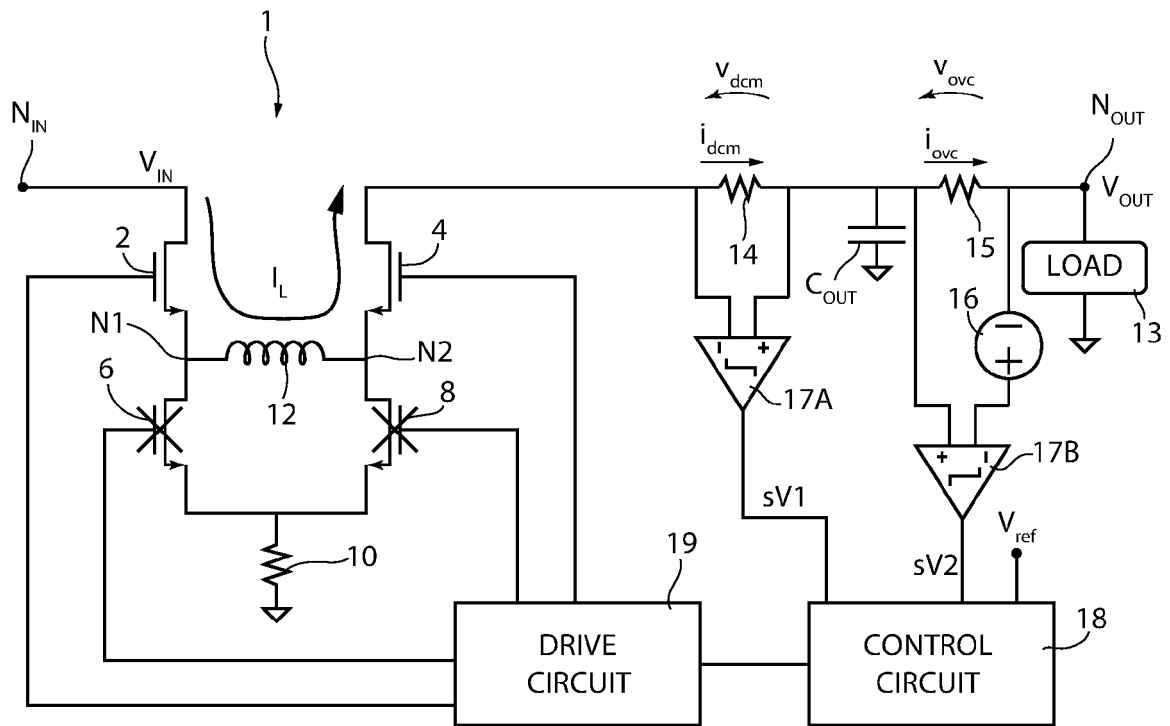 1
v_dcm
v_ovc
N_IN
N_OUT
i_dcm
i_ovc
V_IN
V_OUT
2
4
14
15
LOAD
I_L
C_OUT
16
13
N1
N2
−
+
6
12
8
− +
17A
+ −
17B
sV1
V_ref
10
19
sV2
DRIVE
CIRCUIT
CONTROL
CIRCUIT
18